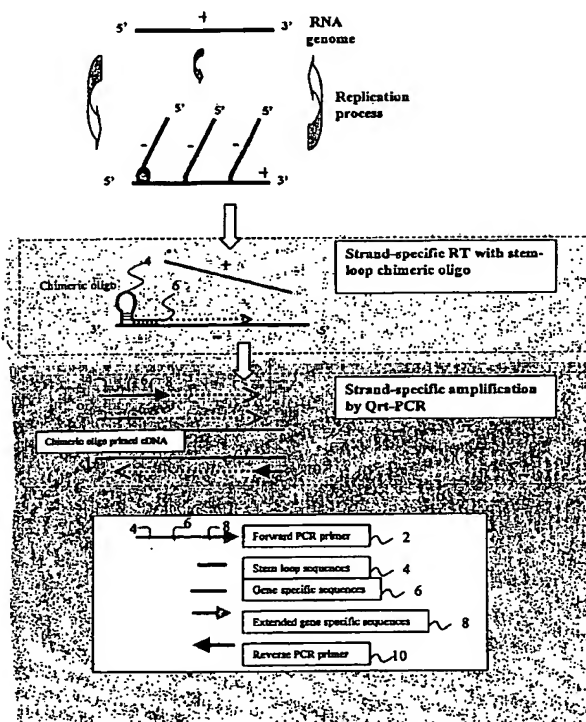 +
5' 3' RNA
genome
5' 5' 5'
Replication
process
- - -
+
5' 3'
Strand-specific RT with stem-
loop chimeric oligo
4
+
Chimeric oligo
6
3'
-
Strand-specific amplification
by Qrt-PCR
Chimeric oligo primed cDNA
4 6 8
Forward PCR primer 2
Stem loop sequences 4
Gene specific sequences 6
Extended gene specific sequences 8
Reverse PCR primer 10